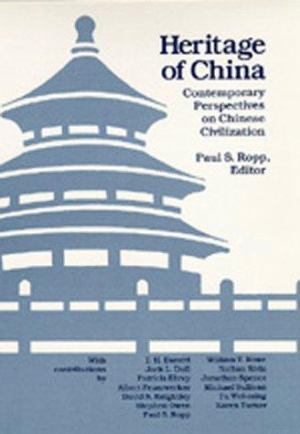 Heritage
of China
Contemporary
Perspectives
on Chinese
Civilization
Paul S. Ropp,
Editor
With
contributions
by
T. H. Barrett
Jack L. Dull
Patricia Ebrey
Albert Feuerwerker
David N. Keightley
Stephen Owen
Paul S. Ropp
William T. Rowe
Nathan Sivin
Jonathan Spence
Michael Sullivan
Tu Wei-ming
Karen Turner